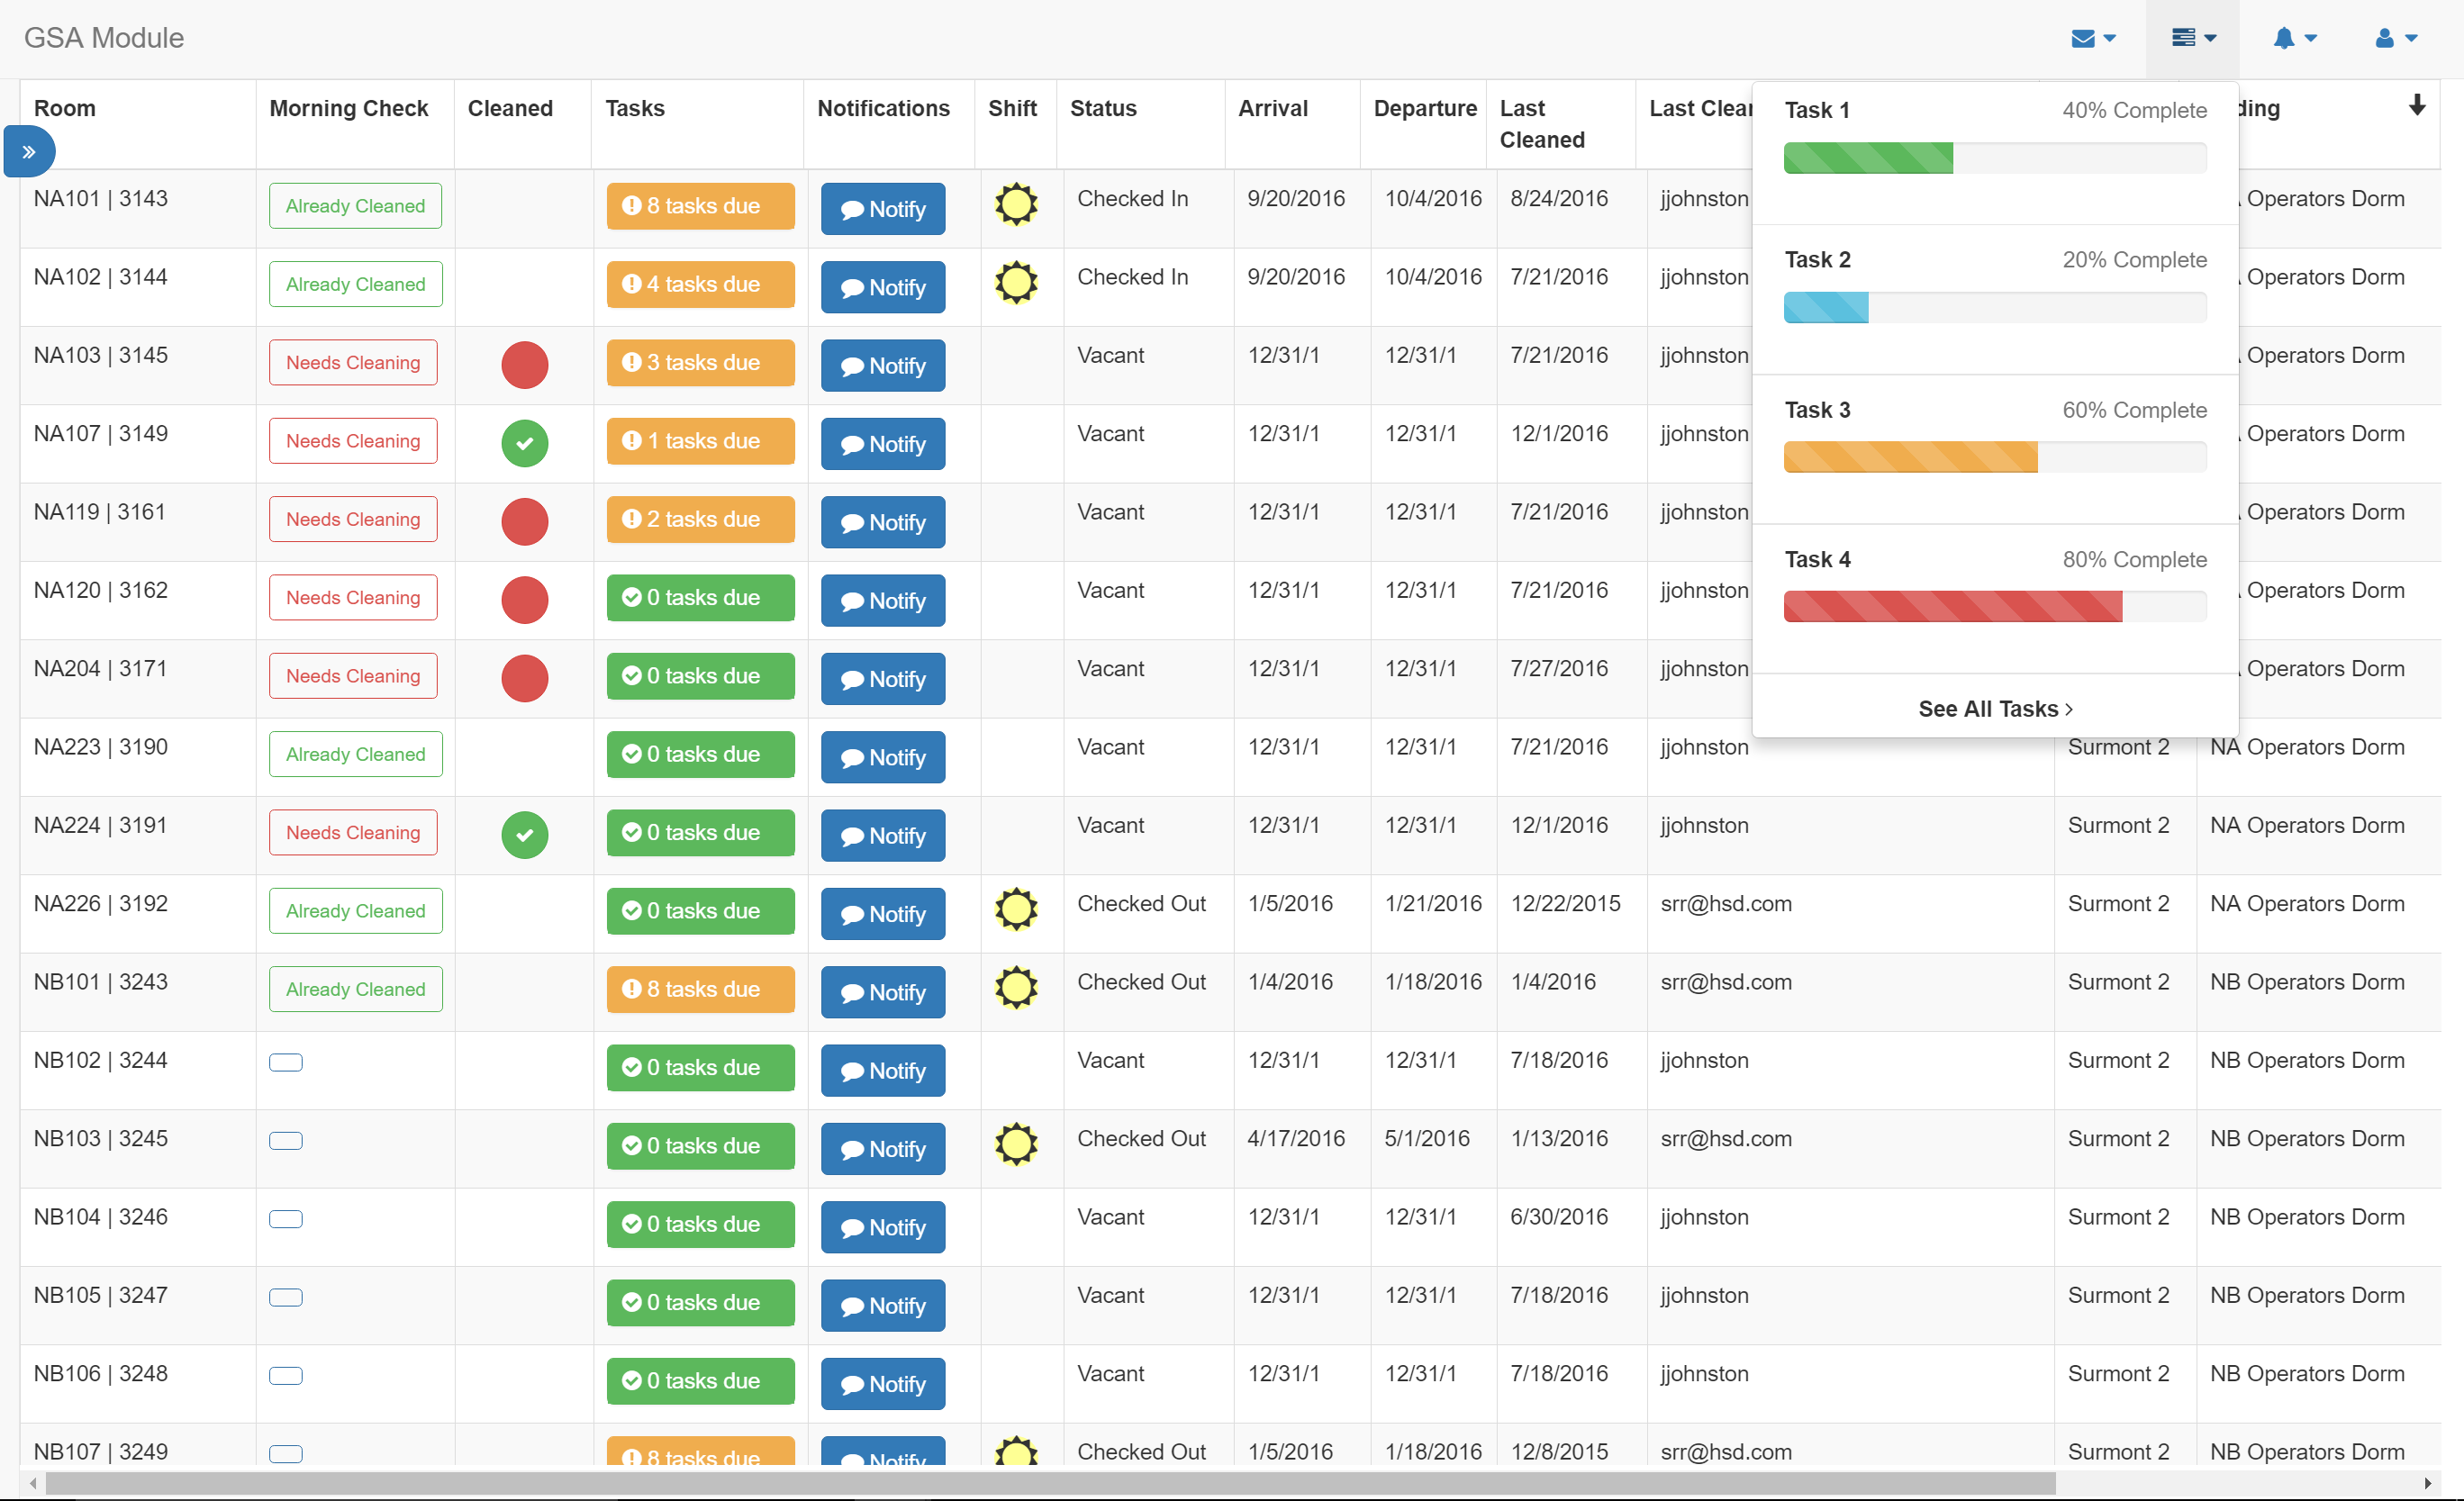 GSA Module
Room Morning Check Cleaned Tasks Notifications Shift Status Arrival Departure Last Cleaned Last
NA101 | 3143 Already Cleaned 8 tasks due Notify Checked In 9/20/2016 10/4/2016 8/24/2016 jjohnston Operators Dorm
NA102 | 3144 Already Cleaned 4 tasks due Notify Checked In 9/20/2016 10/4/2016 7/21/2016 jjohnston Operators Dorm
NA103 | 3145 Needs Cleaning 3 tasks due Notify Vacant 12/31/1 12/31/1 7/21/2016 jjohnston Operators Dorm
NA107 | 3149 Needs Cleaning 1 tasks due Notify Vacant 12/31/1 12/31/1 12/1/2016 jjohnston Operators Dorm
NA119 | 3161 Needs Cleaning 2 tasks due Notify Vacant 12/31/1 12/31/1 7/21/2016 jjohnston Operators Dorm
NA120 | 3162 Needs Cleaning 0 tasks due Notify Vacant 12/31/1 12/31/1 7/21/2016 jjohnston Operators Dorm
NA204 | 3171 Needs Cleaning 0 tasks due Notify Vacant 12/31/1 12/31/1 7/27/2016 jjohnston Operators Dorm
NA223 | 3190 Already Cleaned 0 tasks due Notify Vacant 12/31/1 12/31/1 7/21/2016 jjohnston Surmont 2 NA Operators Dorm
NA224 | 3191 Needs Cleaning 0 tasks due Notify Vacant 12/31/1 12/31/1 12/1/2016 jjohnston Surmont 2 NA Operators Dorm
NA226 | 3192 Already Cleaned 0 tasks due Notify Checked Out 1/5/2016 1/21/2016 12/22/2015 srr@hsd.com Surmont 2 NA Operators Dorm
NB101 | 3243 Already Cleaned 8 tasks due Notify Checked Out 1/4/2016 1/18/2016 1/4/2016 srr@hsd.com Surmont 2 NB Operators Dorm
NB102 | 3244 0 tasks due Notify Vacant 12/31/1 12/31/1 7/18/2016 jjohnston Surmont 2 NB Operators Dorm
NB103 | 3245 0 tasks due Notify Checked Out 4/17/2016 5/1/2016 1/13/2016 srr@hsd.com Surmont 2 NB Operators Dorm
NB104 | 3246 0 tasks due Notify Vacant 12/31/1 12/31/1 6/30/2016 jjohnston Surmont 2 NB Operators Dorm
NB105 | 3247 0 tasks due Notify Vacant 12/31/1 12/31/1 7/18/2016 jjohnston Surmont 2 NB Operators Dorm
NB106 | 3248 0 tasks due Notify Vacant 12/31/1 12/31/1 7/18/2016 jjohnston Surmont 2 NB Operators Dorm
NB107 | 3249 8 tasks due Notify Checked Out 1/5/2016 1/18/2016 12/8/2015 srr@hsd.com Surmont 2 NB Operators Dorm
Task 1 40% Complete
Task 2 20% Complete
Task 3 60% Complete
Task 4 80% Complete
See All Tasks